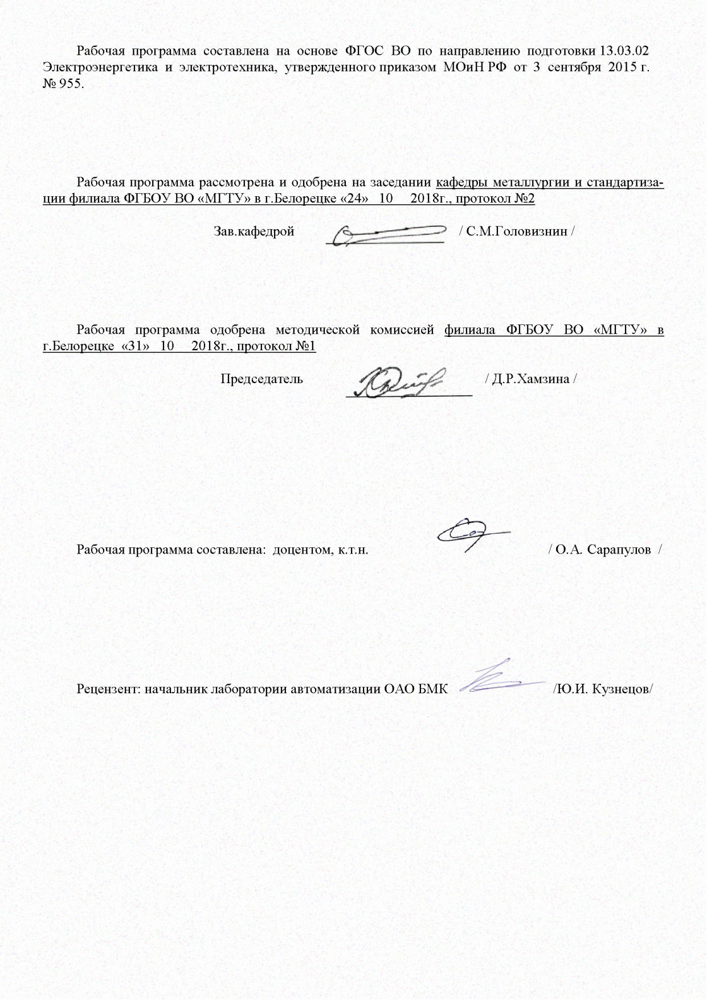 Рабочая программа составлена на основе ФГОС ВО по направлению подготовки 13.03.02
Электроэнергетика и электротехника, утвержденного приказом МОиН РФ от 3 сентября 2015 г.
№ 955.
Рабочая программа рассмотрена и одобрена на заседании кафедры металлургии и стандартиза-
ции филиала ФГБОУ ВО «МГТУ» в г.Белорецке «24» 10 2018г., протокол №2
Зав.кафедрой / С.М.Головизнин /
Рабочая программа одобрена методической комиссией филиала ФГБОУ ВО «МГТУ» в
г.Белорецке «31» 10 2018г., протокол №1
Председатель / Д.Р.Хамзина /
Рабочая программа составлена: доцентом, к.т.н. / О.А. Сарапулов /
Рецензент: начальник лаборатории автоматизации ОАО БМК /Ю.И. Кузнецов/